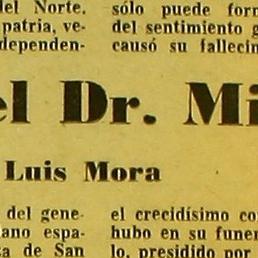 del Norte.
patria, ve-
dependen-
sólo puede for
del sentimiento g
causó su fallecin
el Dr. Mi
Luis Mora
del gene-
ano espa-
a de San
el crecidísimo co
hubo en su funer
lo, presidido por